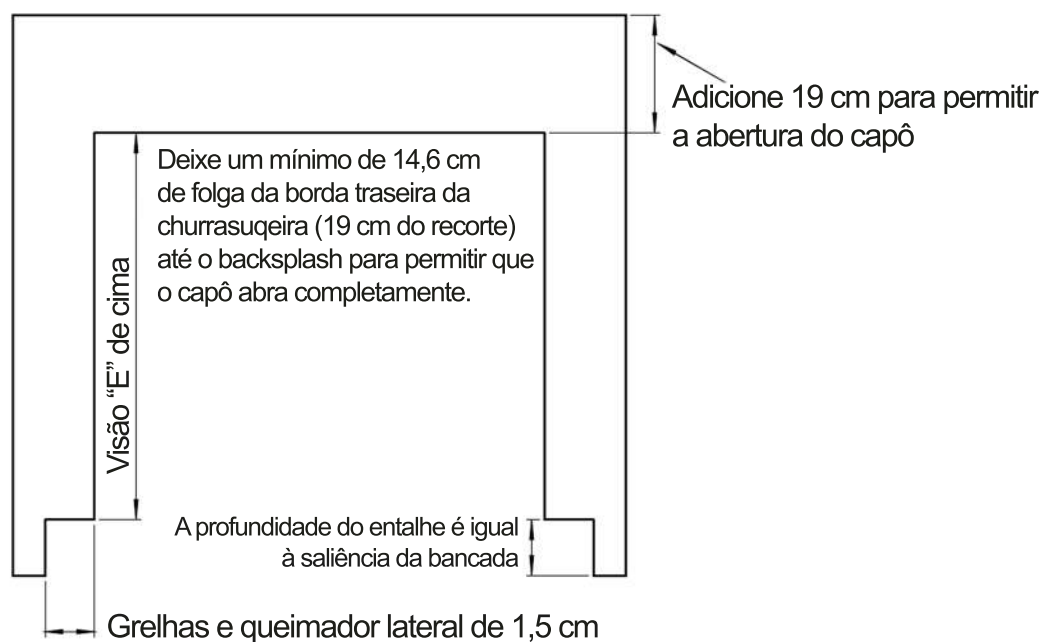 Adicione 19 cm para permitir
a abertura do capô
Deixe um mínimo de 14,6 cm
de folga da borda traseira da
churrasuqeira (19 cm do recorte)
até o backsplash para permitir que
o capô abra completamente.
Visão “E” de cima
A profundidade do entalhe é igual
à saliência da bancada
Grelhas e queimador lateral de 1,5 cm